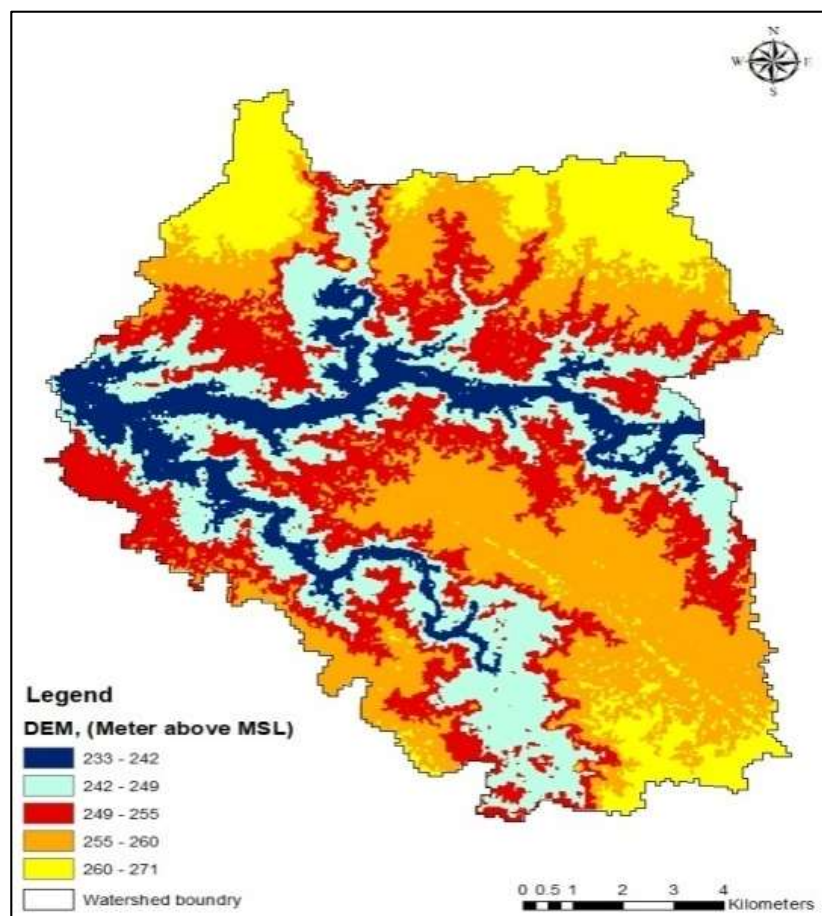 N
W E
S
Legend
DEM, (Meter above MSL)
233 - 242
242 - 249
249 - 255
255 - 260
260 - 271
Watershed boundry
0 0.5 1 2 3 4
Kilometers